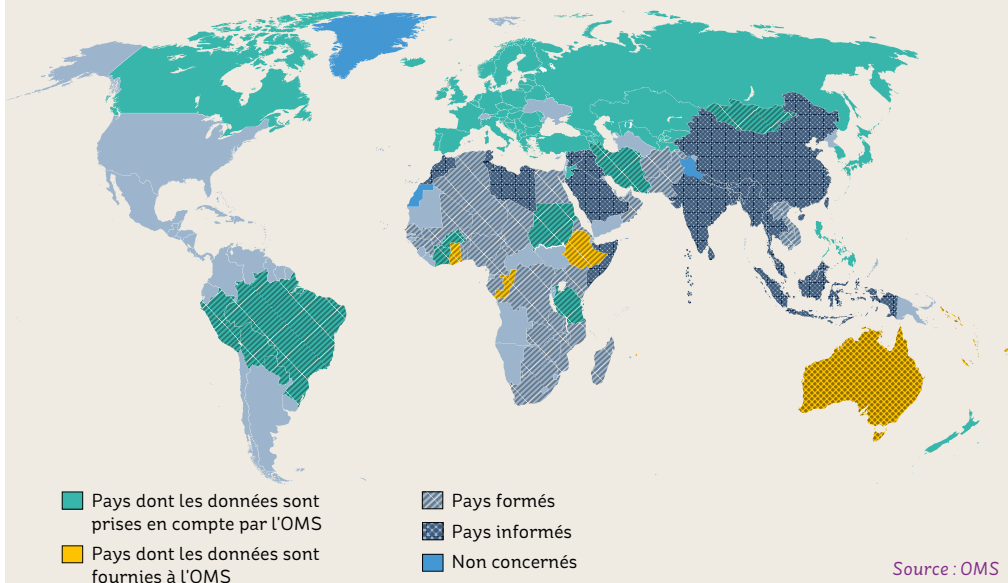 Pays dont les données sont
prises en compte par l'OMS
Pays dont les données sont
fournies à l'OMS
Pays formés
Pays informés
Non concernés
Source : OMS